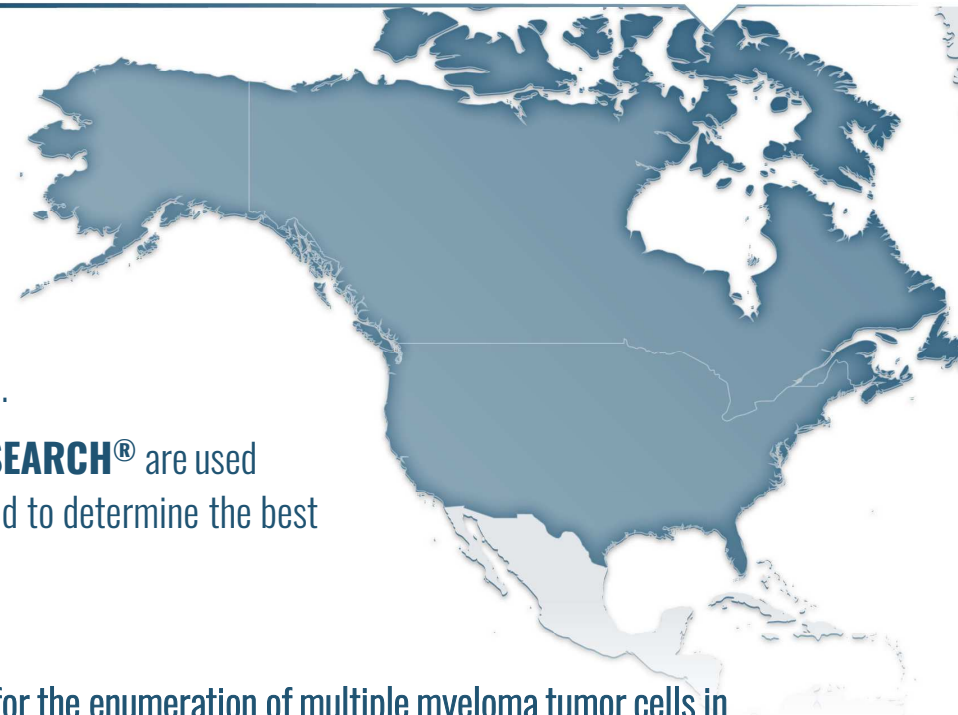 .
SEARCH® are used
d to determine the best
for the enumeration of multiple myeloma tumor cells in